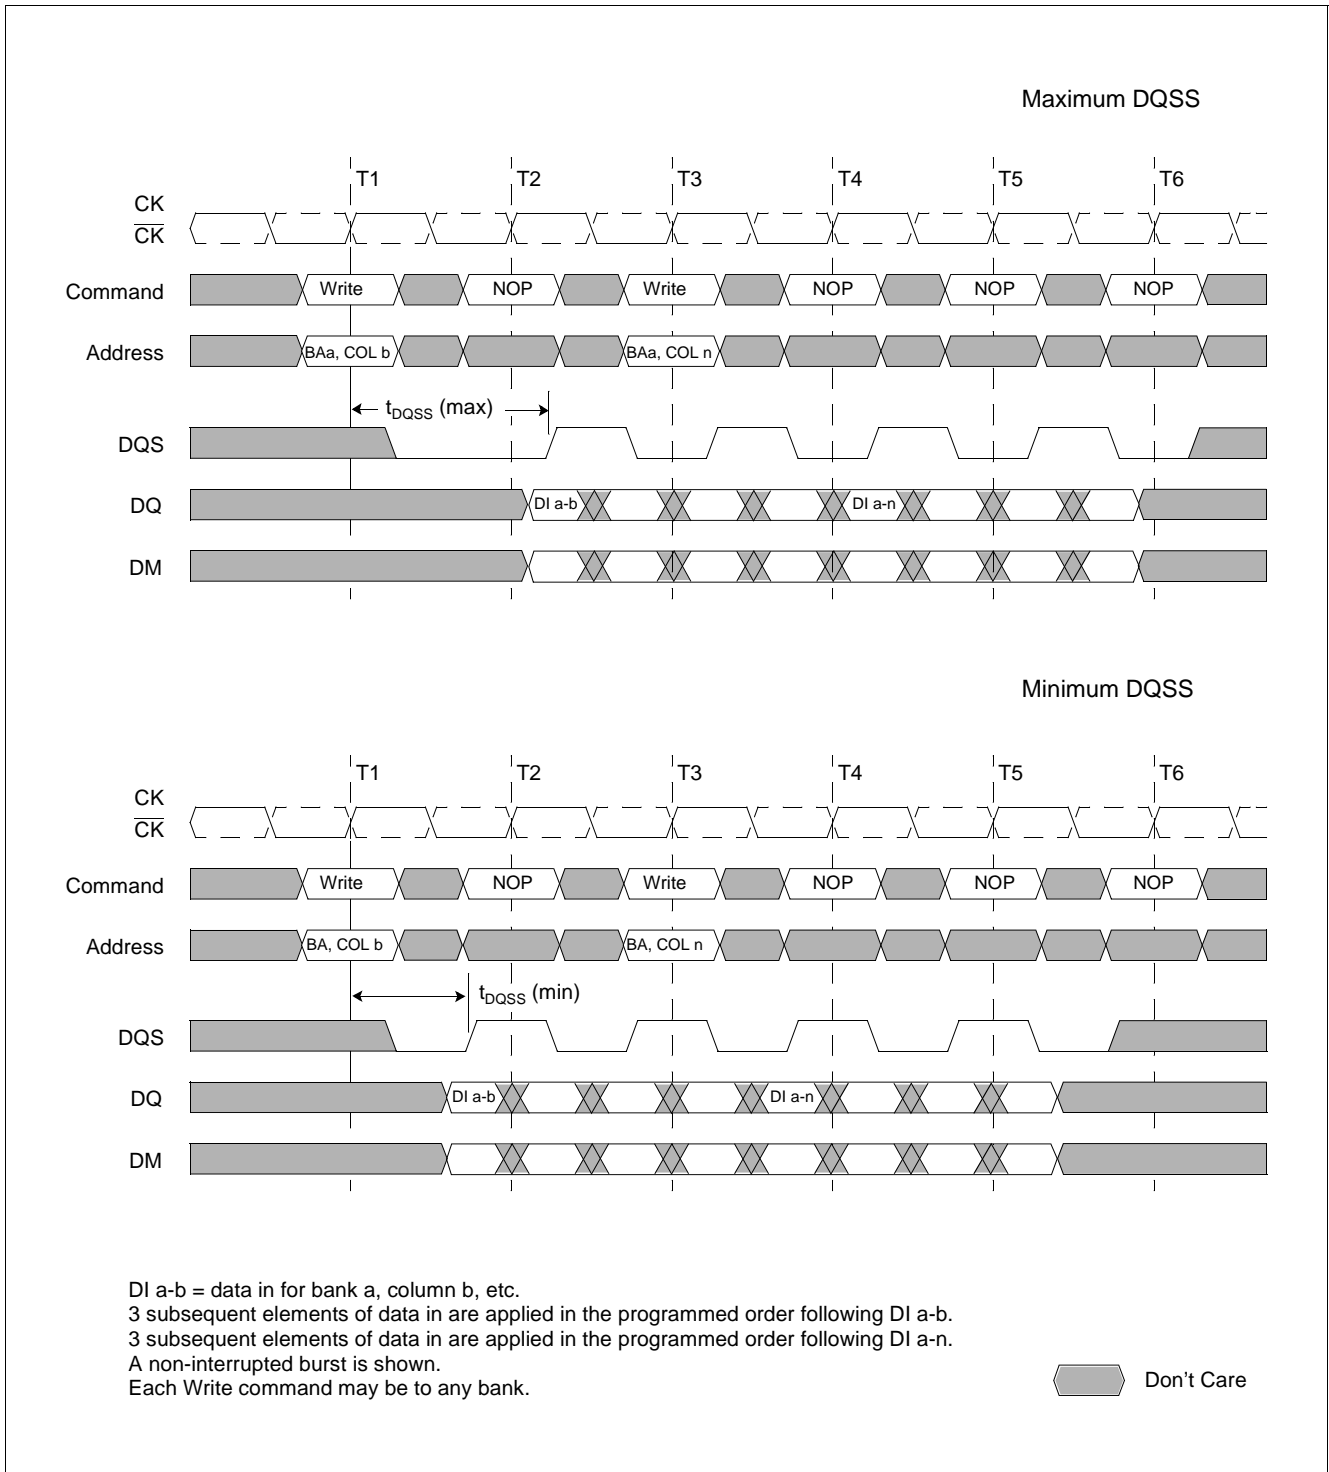 Maximum DQSS
T1 T2 T3 T4 T5 T6
CK
CK
Command Write NOP Write NOP NOP NOP
Address BAa, COL b BAa, COL n
tDQSS (max)
DQS
DQ DI a-b DI a-n
DM
Minimum DQSS
T1 T2 T3 T4 T5 T6
CK
CK
Command Write NOP Write NOP NOP NOP
Address BA, COL b BA, COL n
tDQSS (min)
DQS
DQ DI a-b DI a-n
DM
DI a-b = data in for bank a, column b, etc.
3 subsequent elements of data in are applied in the programmed order following DI a-b.
3 subsequent elements of data in are applied in the programmed order following DI a-n.
A non-interrupted burst is shown.
Each Write command may be to any bank.
Don't Care